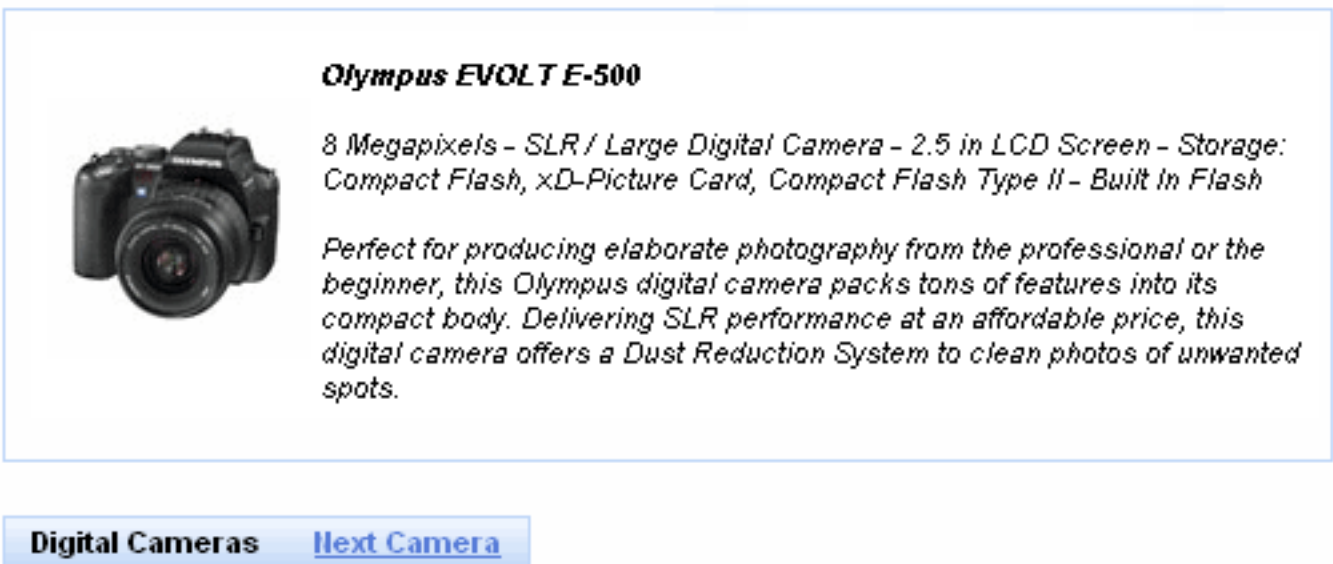 Olympus EVOLT E-500
8 Megapixels - SLR / Large Digital Camera - 2.5 in LCD Screen - Storage:
Compact Flash, xD-Picture Card, Compact Flash Type II - Built In Flash
Perfect for producing elaborate photography from the professional or the
beginner, this Olympus digital camera packs tons of features into its
compact body. Delivering SLR performance at an affordable price, this
digital camera offers a Dust Reduction System to clean photos of unwanted
spots.
OLYMPUS
Digital Cameras Next Camera